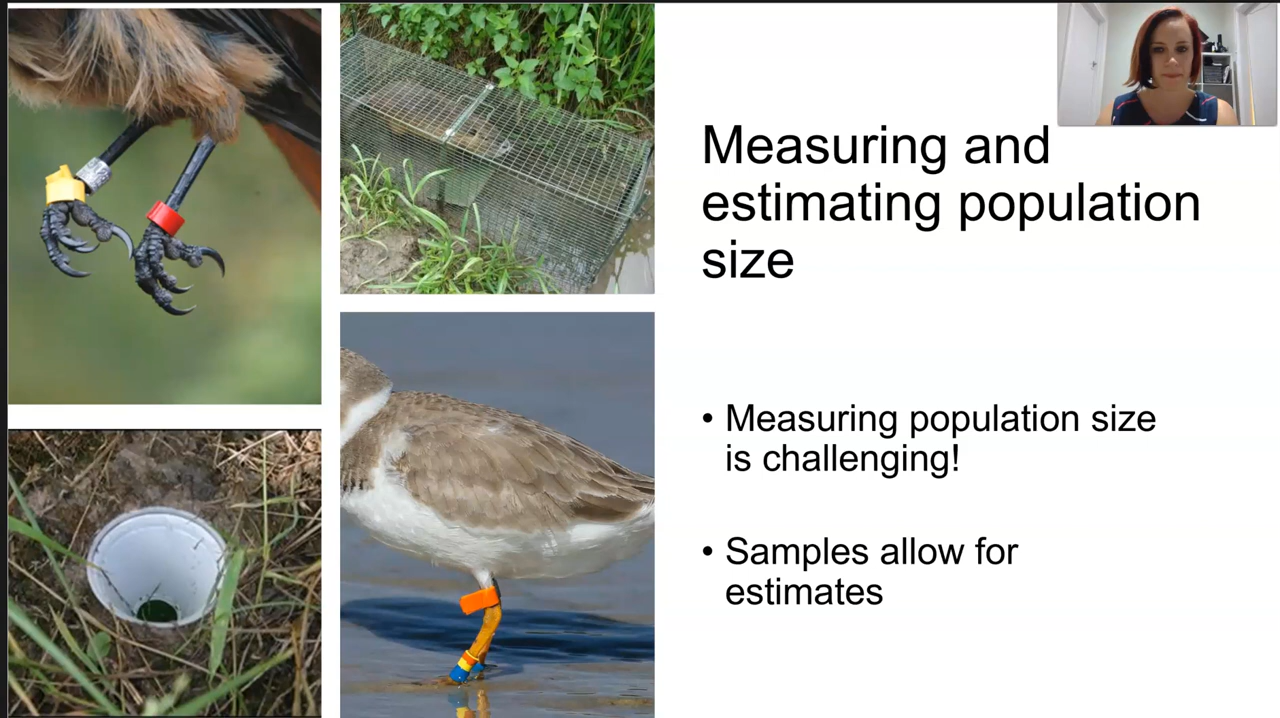 Measuring and
estimating population
size
• Measuring population size
is challenging!
• Samples allow for
estimates